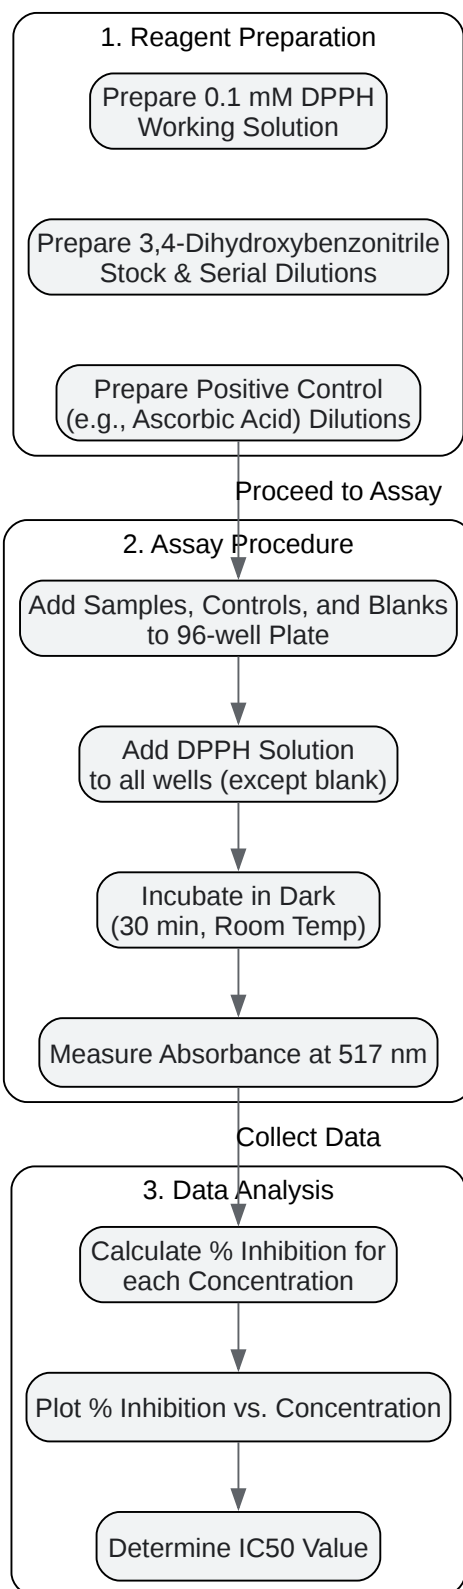 1. Reagent Preparation
Prepare 0.1 mM DPPH
Working Solution
Prepare 3,4-Dihydroxybenzonitrile
Stock & Serial Dilutions
Prepare Positive Control
(e.g., Ascorbic Acid) Dilutions
Proceed to Assay
2. Assay Procedure
Add Samples, Controls, and Blanks
to 96-well Plate
Add DPPH Solution
to all wells (except blank)
Incubate in Dark
(30 min, Room Temp)
Measure Absorbance at 517 nm
Collect Data
3. Data Analysis
Calculate % Inhibition for
each Concentration
Plot % Inhibition vs. Concentration
Determine IC50 Value